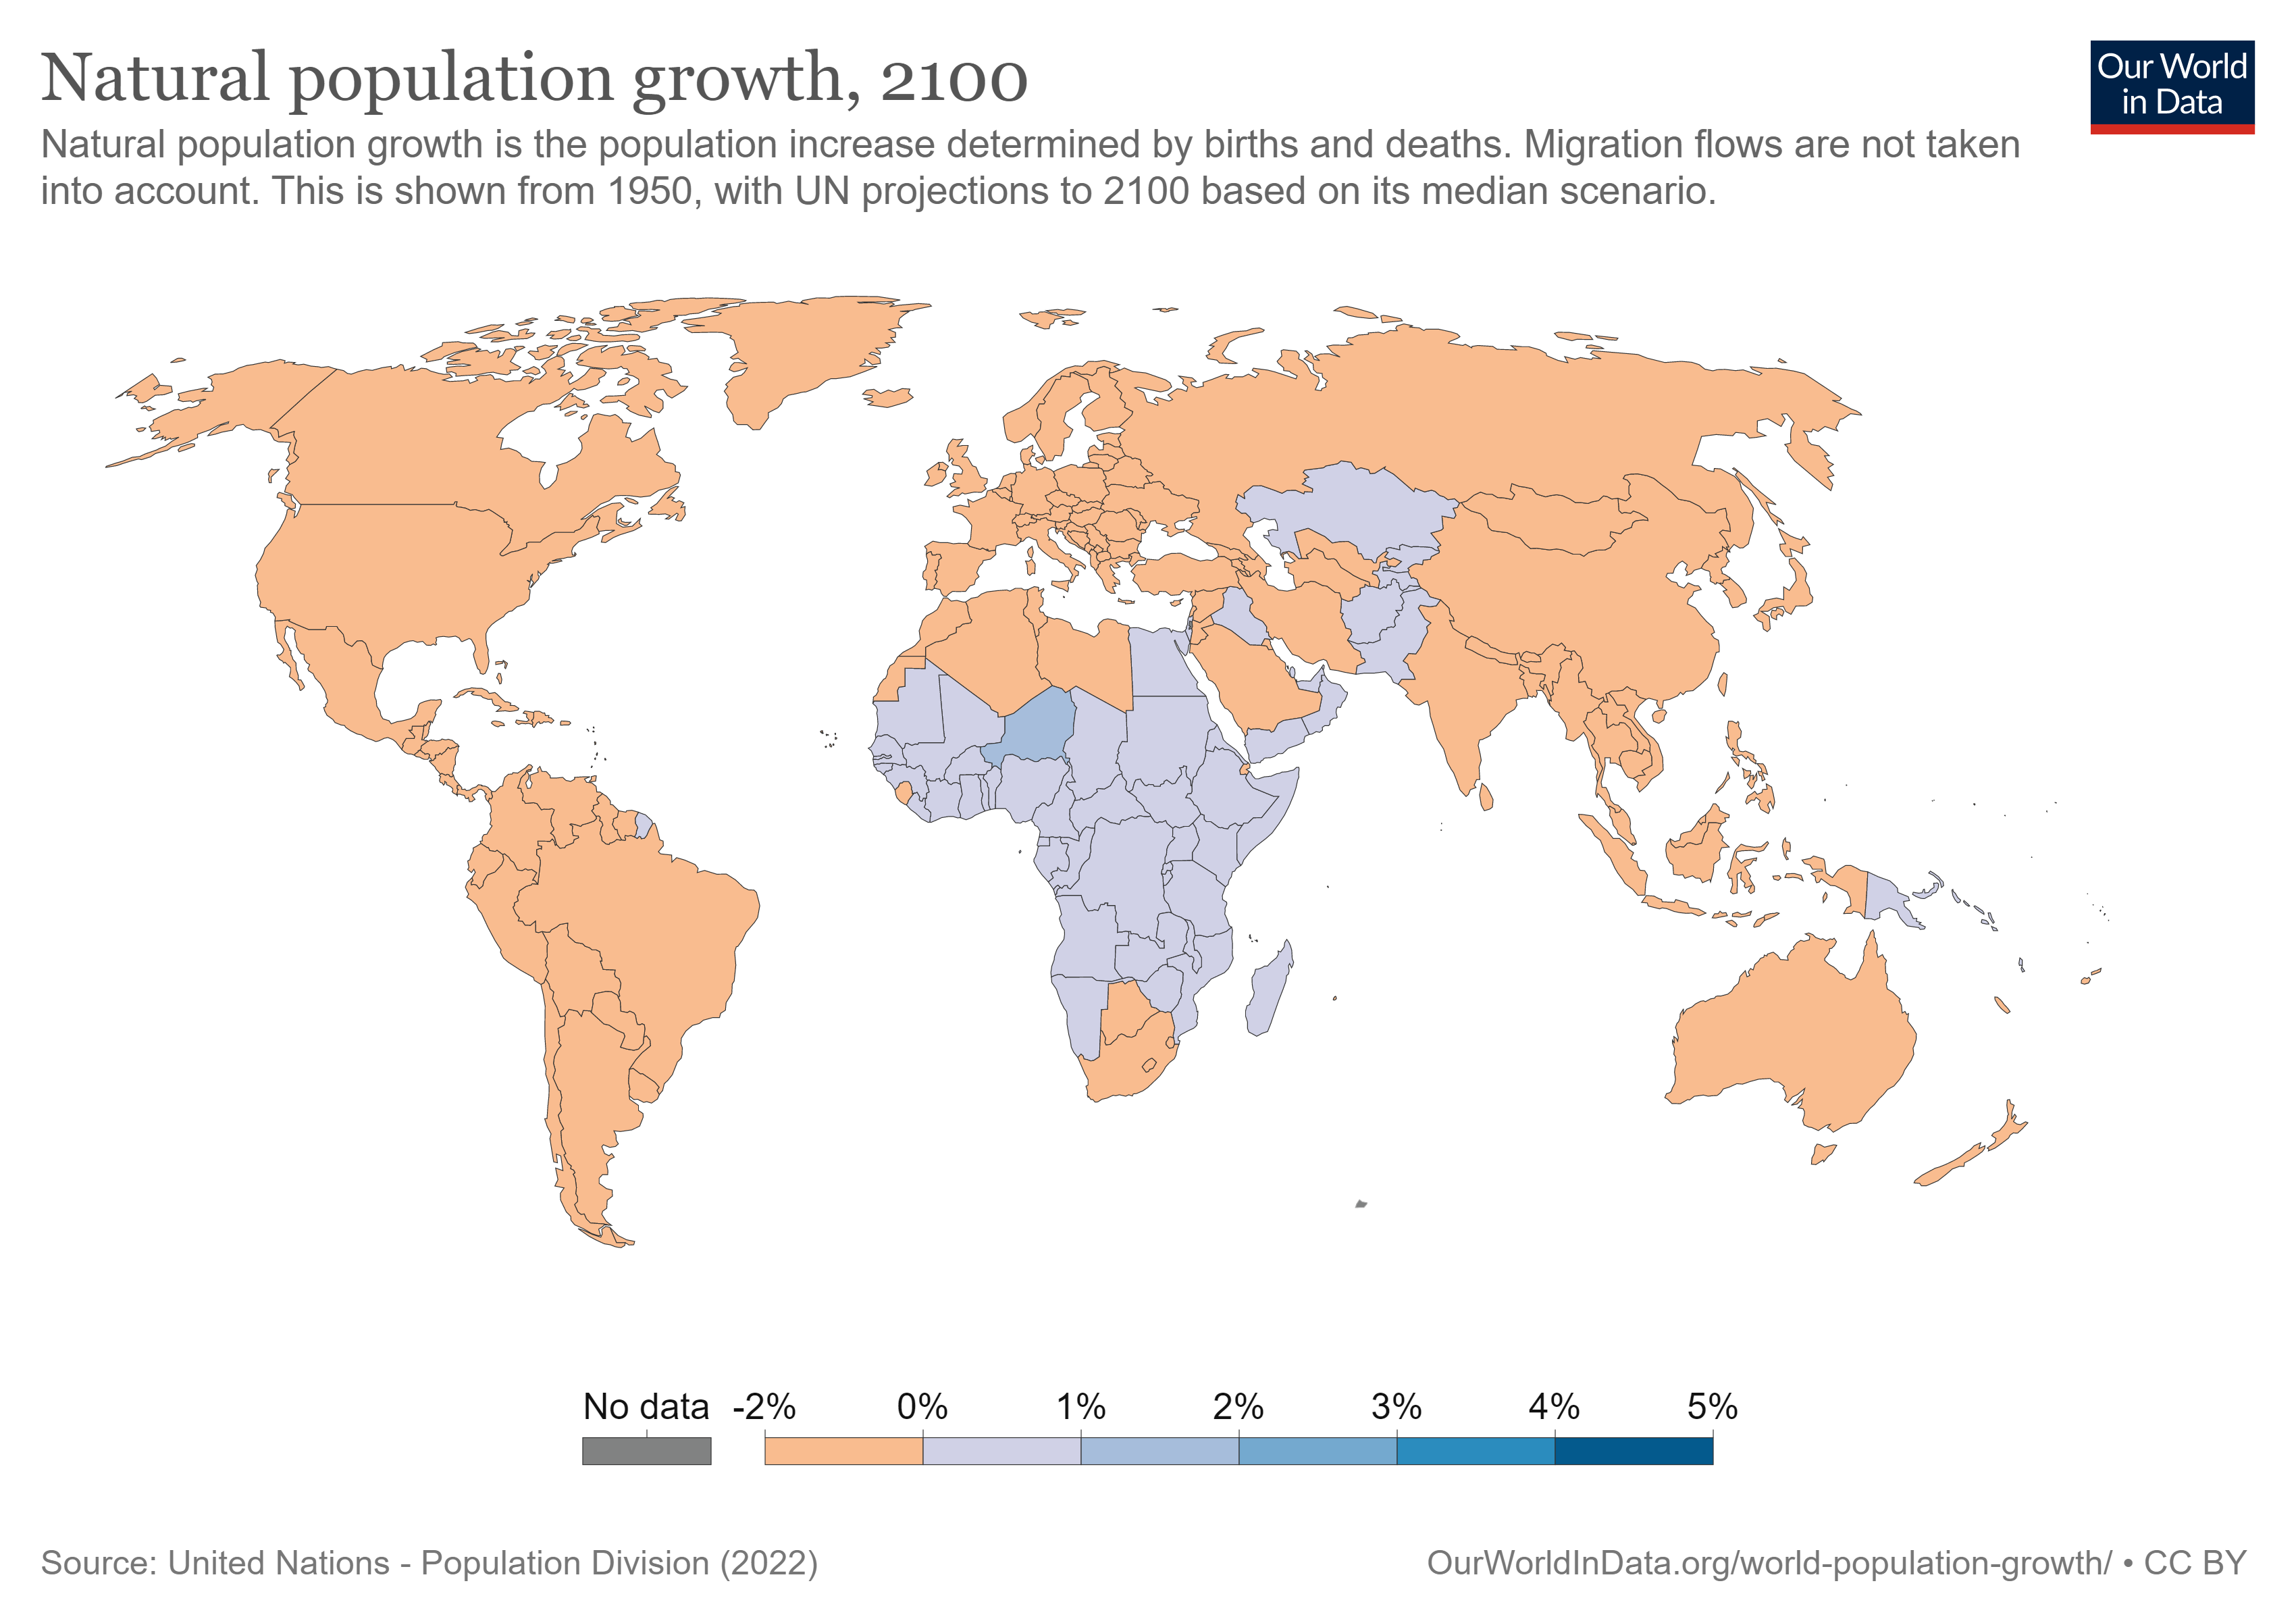 Natural population growth, 2100
Our World
in Data
Natural population growth is the population increase determined by births and deaths. Migration flows are not taken
into account. This is shown from 1950, with UN projections to 2100 based on its median scenario.
No data -2% 0% 1% 2% 3% 4% 5%
Source: United Nations - Population Division (2022)
OurWorldInData.org/world-population-growth/ • CC BY